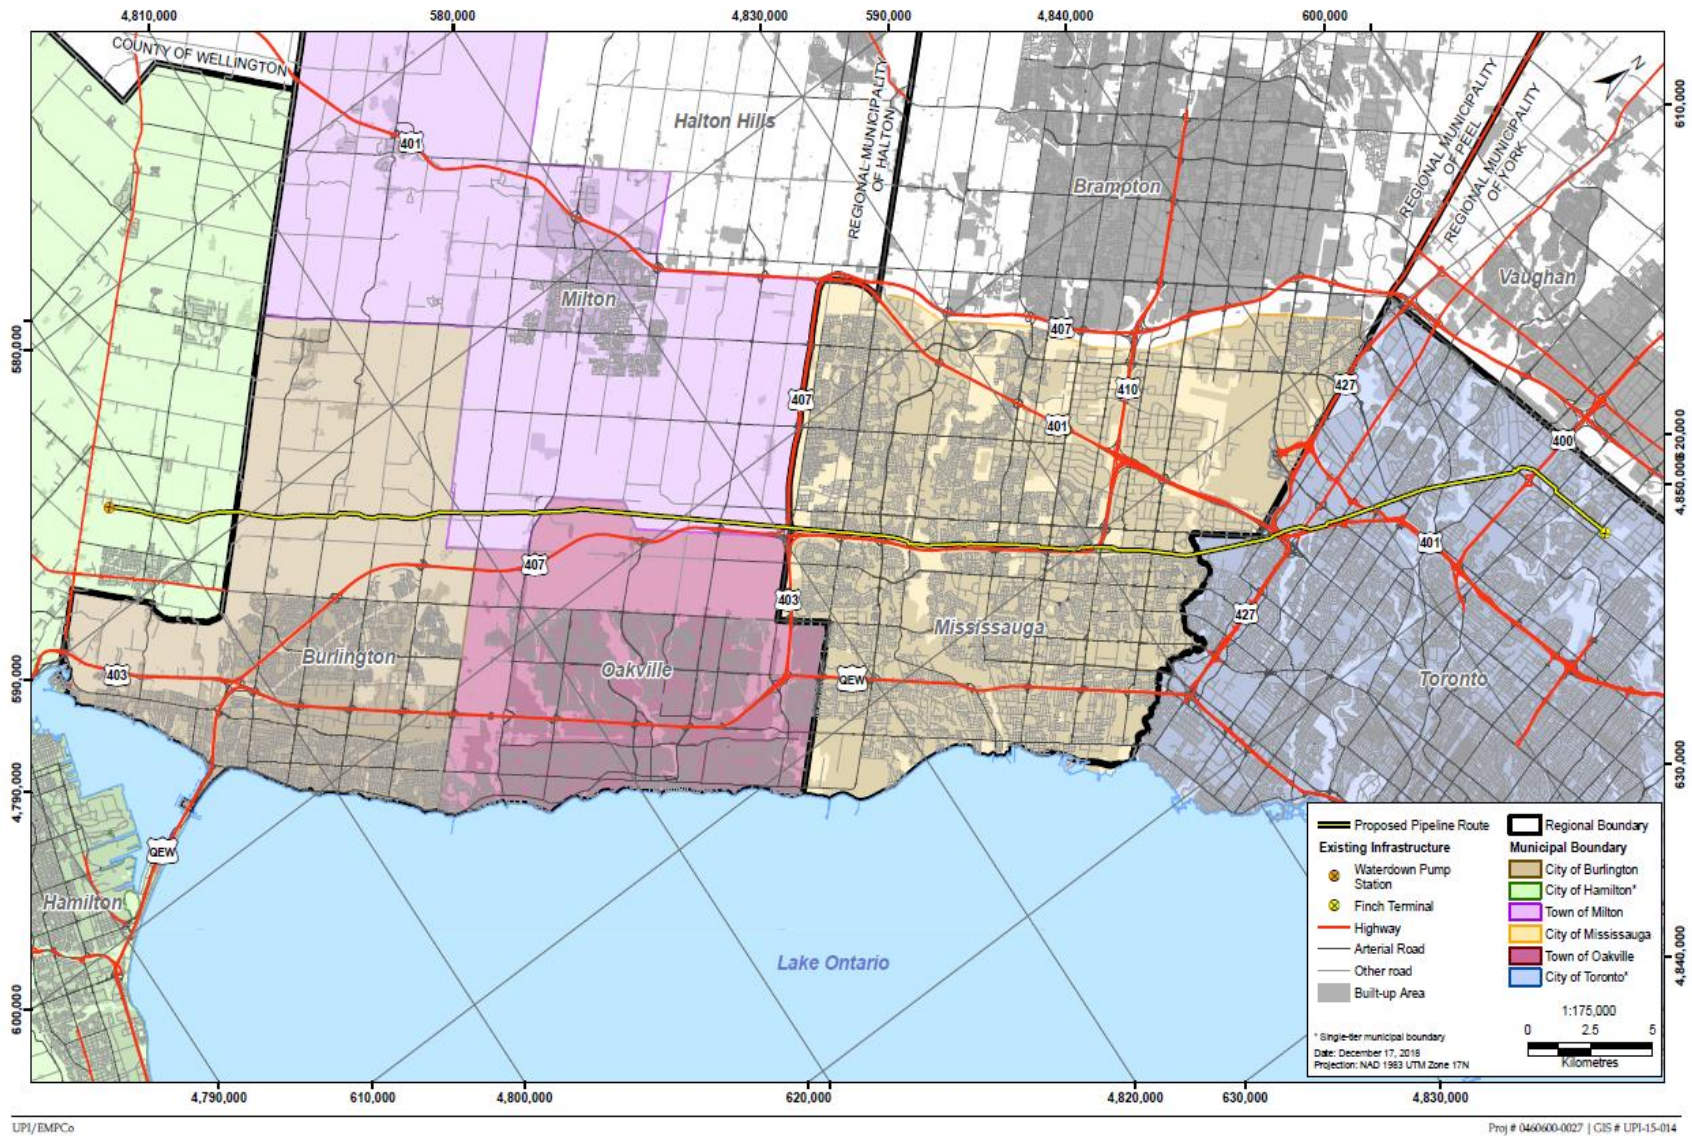 4,810,000
580,000
4,830,000
590,000
4,840,000
600,000
COUNTY OF WELLINGTON
N
401
Halton Hills
REGIONAL MUNICIPALITY
OF HALTON
Brampton
REGIONAL MUNICIPALITY
OF PEEL
REGIONAL MUNICIPALITY
OF YORK
610,000
Vaughan
Milton
407
427
407
410
401
400
4,820,000
401
407
403
427
Mississauga
Burlington
Oakville
Toronto
403
QEW
590,000
4,790,000
630,000
QEW
Hamilton
Lake Ontario
4,840,000
600,000
Proposed Pipeline Route
Existing Infrastructure
Waterdown Pump
Station
Finch Terminal
Highway
Arterial Road
Other road
Built-up Area
* Single-tier municipal boundary
Date: December 17, 2018
Projection: NAD 1983 UTM Zone 17N
Regional Boundary
Municipal Boundary
City of Burlington
City of Hamilton*
Town of Milton
City of Mississauga
Town of Oakville
City of Toronto*
1:175,000
0 2.5 5
Kilometres
4,790,000
610,000
4,800,000
620,000
4,820,000
630,000
4,830,000
UPI/EMPCo
Proj # 0460600-0027 | GIS # UPI-15-014